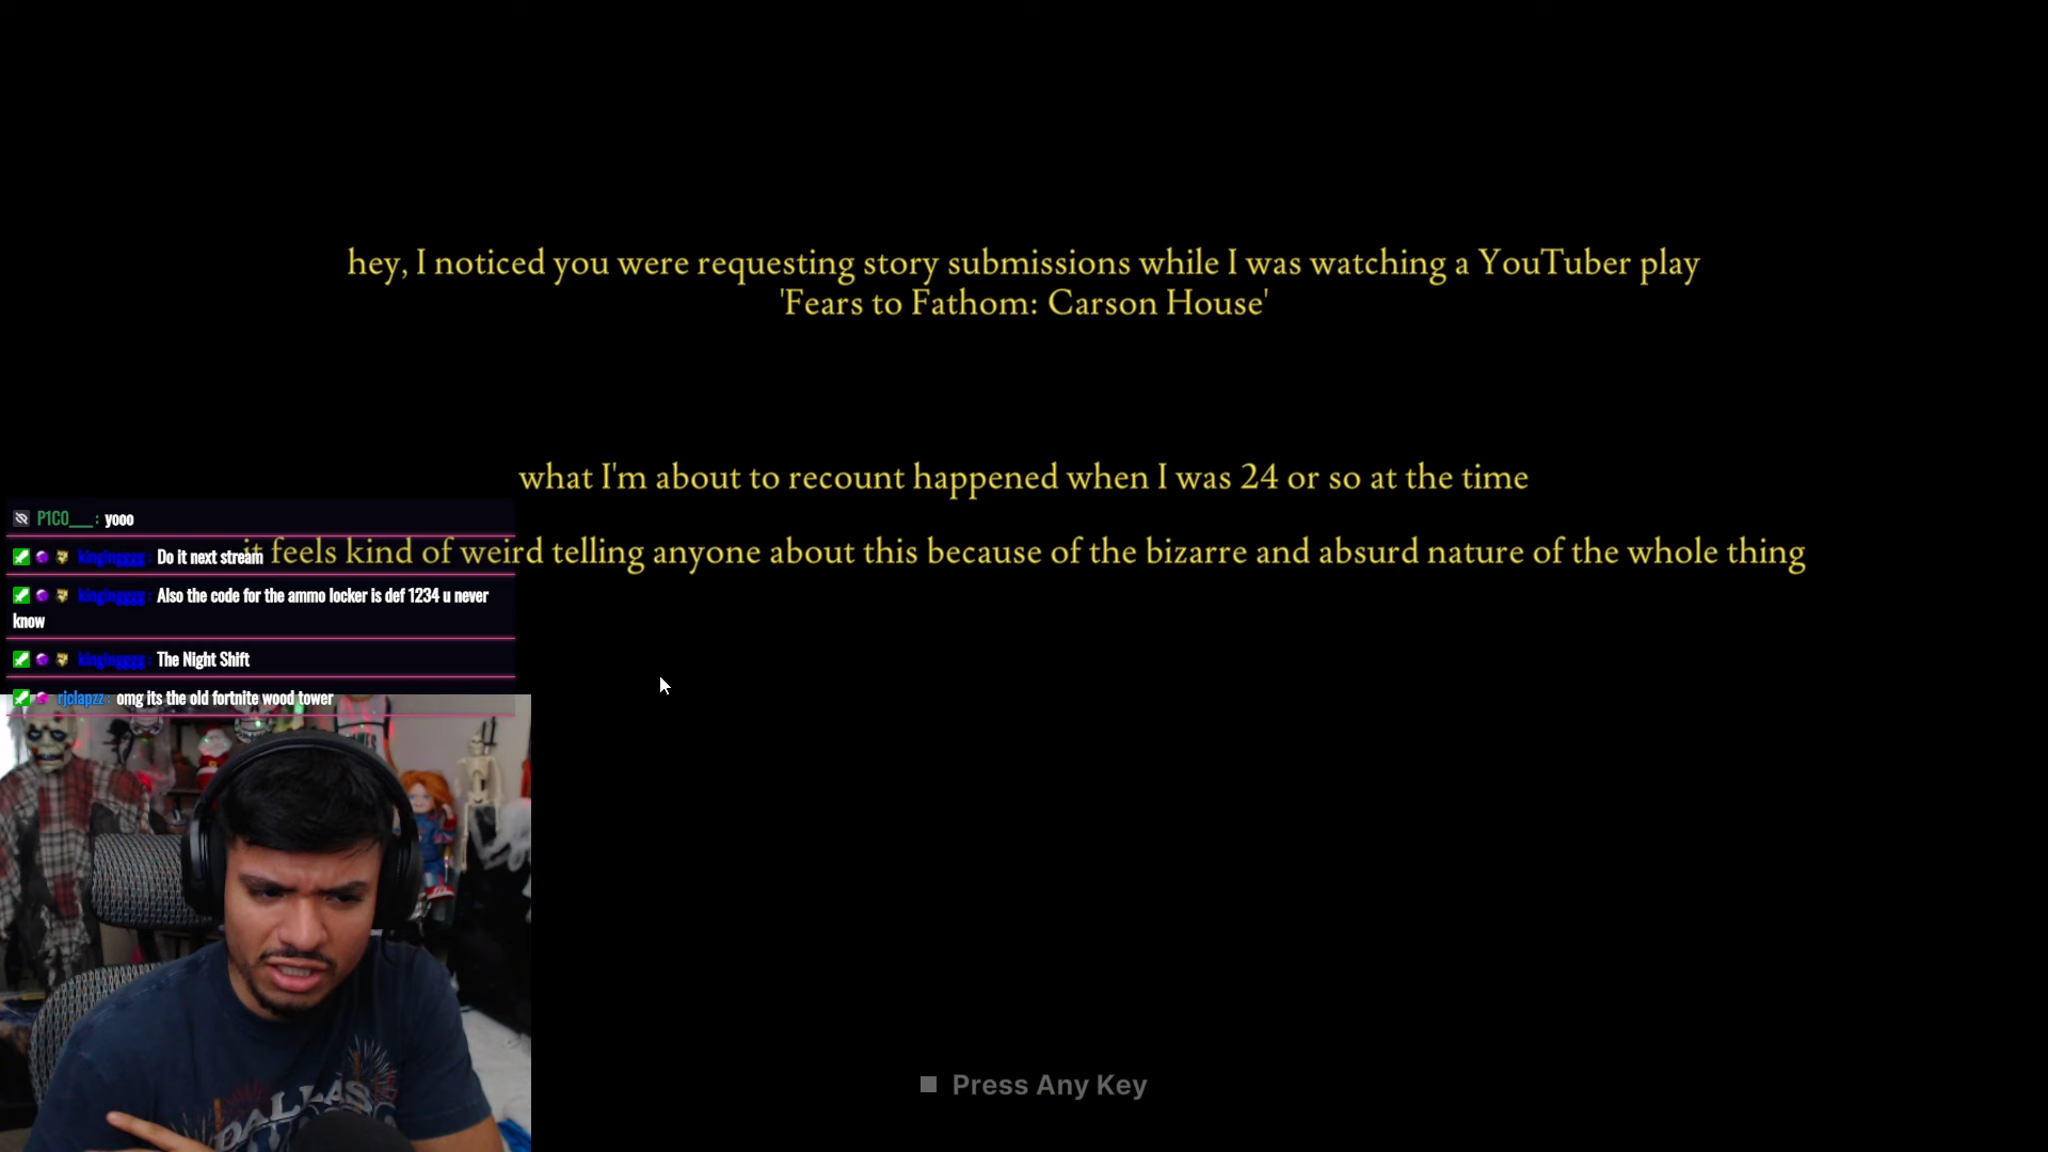 hey, I noticed you were requesting story submissions while I was watching a YouTuber play
'Fears to Fathom: Carson House'
what I'm about to recount happened when I was 24 or so at the time
it feels kind of weird telling anyone about this because of the bizarre and absurd nature of the whole thing
P1C0___: yooo
Do it next stream
Also the code for the ammo locker is def 1234 u never
know
The Night Shift
rjclapzz: omg its the old fortnite wood tower
DALLAS
Press Any Key